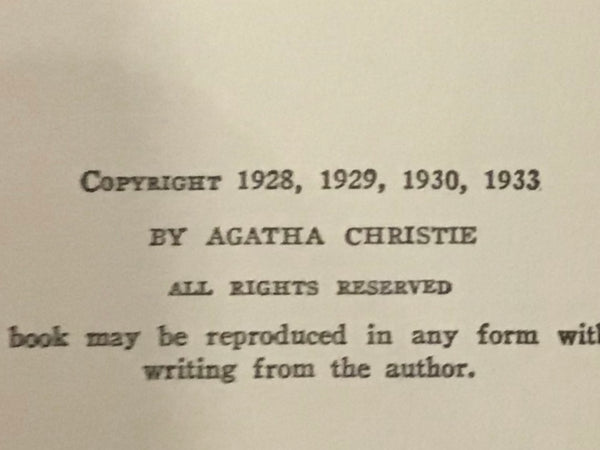 COPYRIGHT 1928, 1929, 1930, 1933
BY AGATHA CHRISTIE
ALL RIGHTS RESERVED
book may be reproduced in any form with
writing from the author.